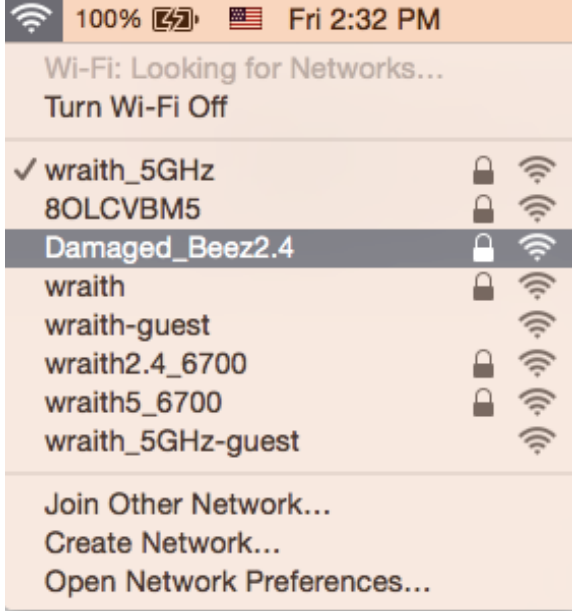 100% Fri 2:32 PM
Wi-Fi: Looking for Networks...
Turn Wi-Fi Off
wraith_5GHz
8OLCVBM5
Damaged_Beez2.4
wraith
wraith-guest
wraith2.4_6700
wraith5_6700
wraith_5GHz-guest
Join Other Network...
Create Network...
Open Network Preferences...